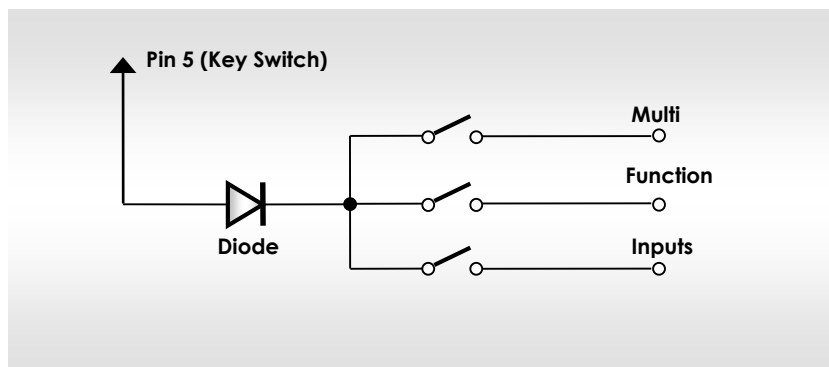 Pin 5 (Key Switch)
Multi
Function
Diode
Inputs